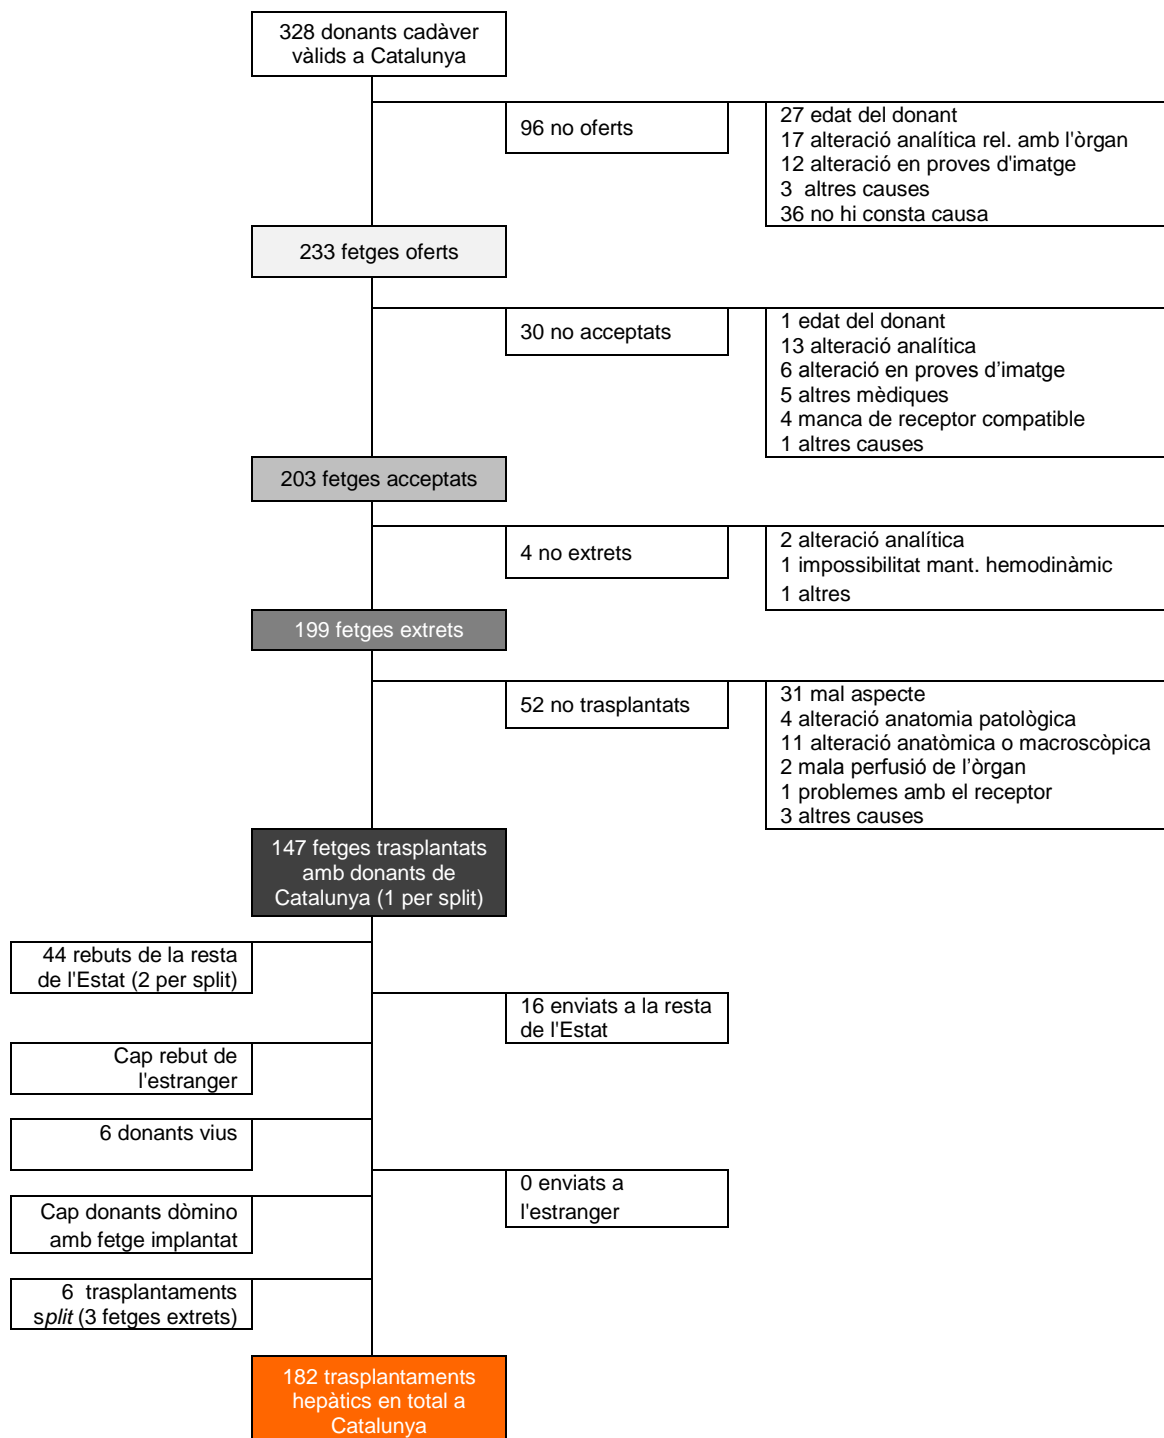 328 donants cadàver
vàlids a Catalunya
96 no oferts
27 edat del donant
17 alteració analítica rel. amb l'òrgan
12 alteració en proves d'imatge
3  altres causes
36 no hi consta causa
233 fetges oferts
30 no acceptats
1 edat del donant
13 alteració analítica
6 alteració en proves d’imatge
5 altres mèdiques
4 manca de receptor compatible
1 altres causes
203 fetges acceptats
4 no extrets
2 alteració analítica
1 impossibilitat mant. hemodinàmic
1 altres
199 fetges extrets
52 no trasplantats
31 mal aspecte
4 alteració anatomia patològica
11 alteració anatòmica o macroscòpica
2 mala perfusió de l’òrgan
1 problemes amb el receptor
3 altres causes
147 fetges trasplantats
amb donants de
Catalunya (1 per split)
44 rebuts de la resta
de l'Estat (2 per split)
16 enviats a la resta
de l'Estat
Cap rebut de
l'estranger
6 donants vius
0 enviats a
l'estranger
Cap donants dòmino
amb fetge implantat
6  trasplantaments
split (3 fetges extrets)
182 trasplantaments
hepàtics en total a
Catalunya